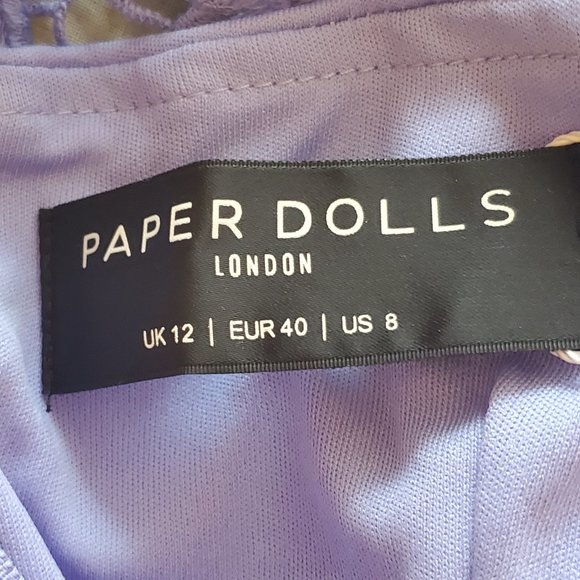 PAPER DOLLS
LONDON
UK 12 | EUR 40 | US 8